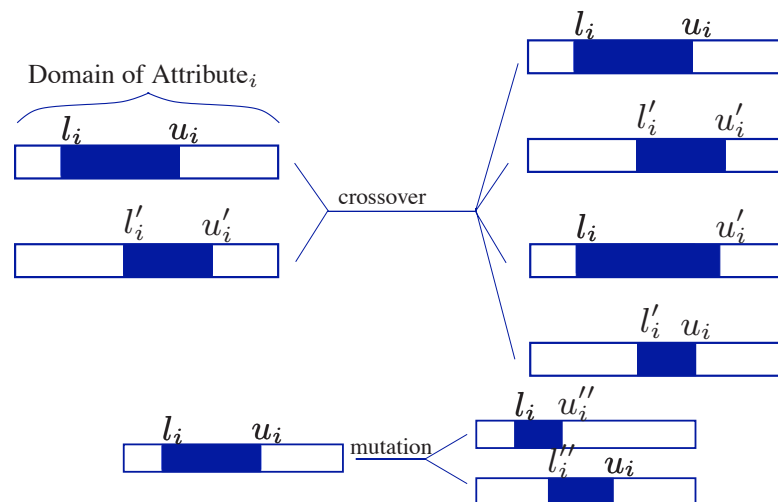 Domain of Attribute_i
l_i u_i
l'_i u'_i
crossover
l_i u_i
l'_i u'_i
l_i u'_i
l'_i u_i
l_i u_i
mutation
l_i u''_i
l''_i u_i